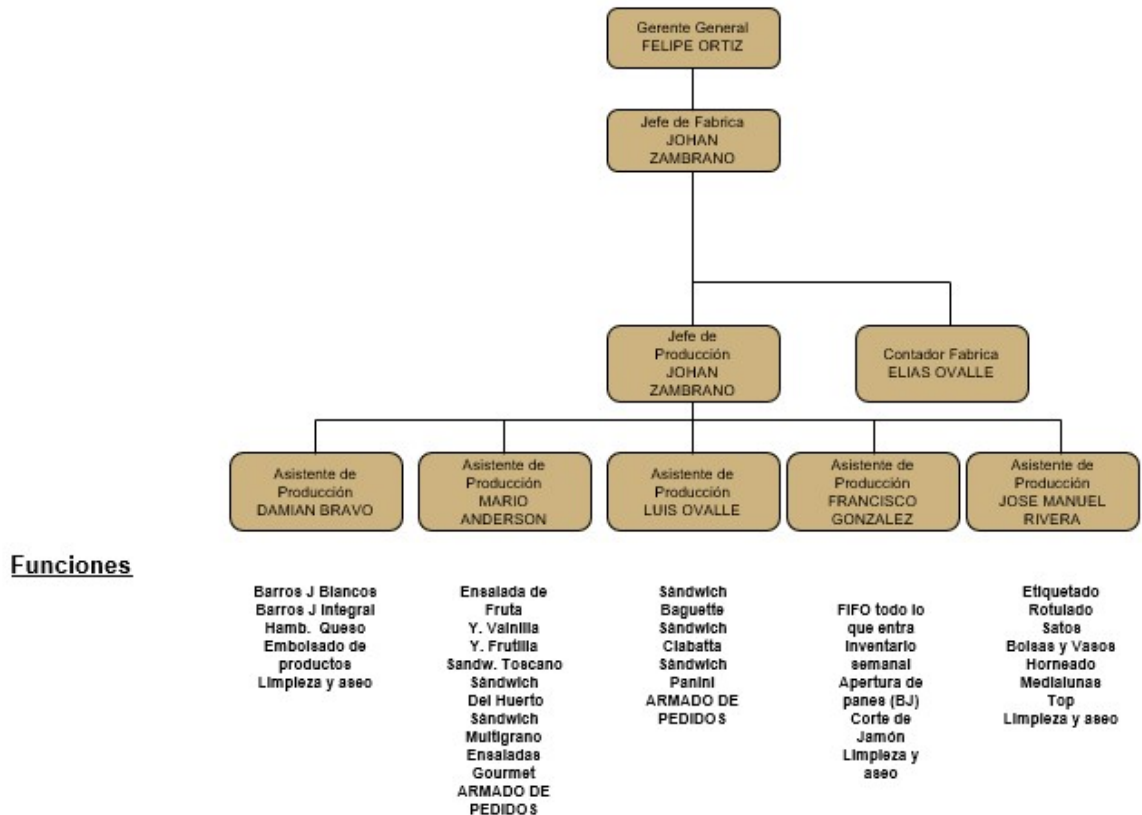 Gerente General
FELIPE ORTIZ
Jefe de Fabrica
JOHAN
ZAMBRANO
Jefe de
Producción
JOHAN
ZAMBRANO
Contador Fabrica
ELIAS OVALLE
Asistente de
Producción
DAMIAN BRAVO
Asistente de
Producción
MARIO
ANDERSON
Asistente de
Producción
LUIS OVALLE
Asistente de
Producción
FRANCISCO
GONZALEZ
Asistente de
Producción
JOSE MANUEL
RIVERA
Funciones
Barros J Blancos
Barros J Integral
Hamb. Queso
Embolsado de
productos
Limpieza y aseo
Ensalada de
Fruta
Y. Vainilla
Y. Frutilla
Sandw. Toscano
Sándwich
Del Huerto
Sándwich
Multigrano
Ensaladas
Gourmet
ARMADO DE
PEDIDOS
Sándwich
Baguette
Sándwich
Ciabatta
Sándwich
Panini
ARMADO DE
PEDIDOS
FIFO todo lo
que entra
Inventario
semanal
Apertura de
panes (BJ)
Corte de
Jamón
Limpieza y
aseo
Etiquetado
Rotulado
Satos
Bolsas y Vasos
Horneado
Medialunas
Top
Limpieza y aseo